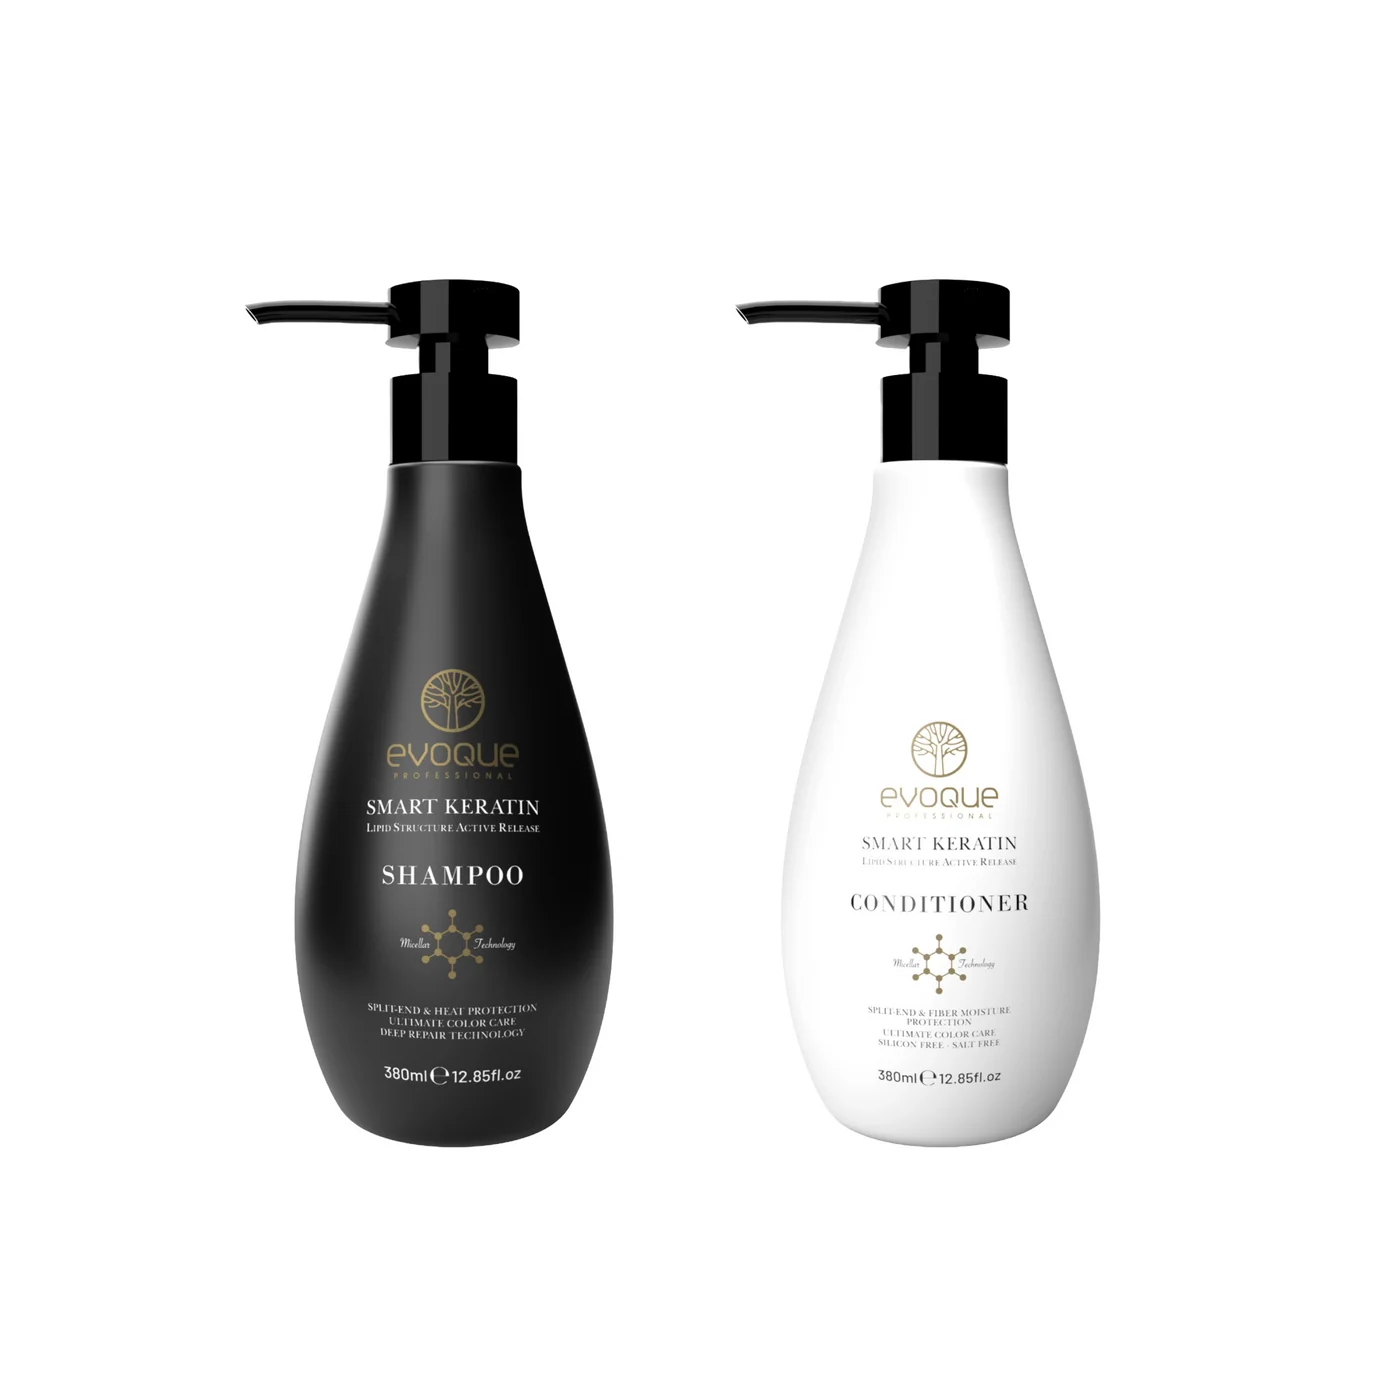 evoque
PROFESSIONAL
SMART KERATIN
LIPID STRUCTURE ACTIVE RELEASE
SHAMPOO
Micellar Technology
SPLIT-END & HEAT PROTECTION
ULTIMATE COLOR CARE
DEEP REPAIR TECHNOLOGY
380ml ℮ 12.85fl.oz
evoque
PROFESSIONAL
SMART KERATIN
LIPID STRUCTURE ACTIVE RELEASE
CONDITIONER
Micellar Technology
SPLIT-END & FIBER MOISTURE
PROTECTION
ULTIMATE COLOR CARE
SILICON FREE - SALT FREE
380ml ℮ 12.85fl.oz